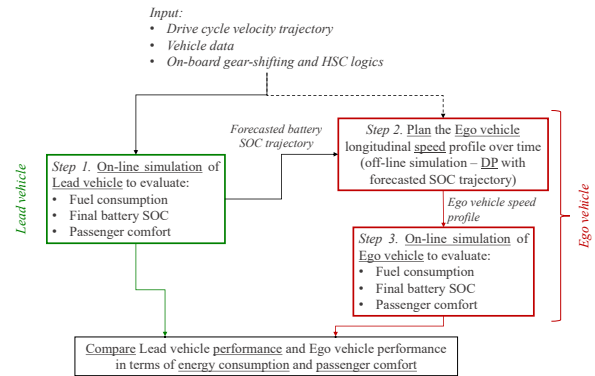 Input:
• Drive cycle velocity trajectory
• Vehicle data
• On-board gear-shifting and HSC logics
Forecasted battery
SOC trajectory
Step 2. Plan the Ego vehicle
longitudinal speed profile over time
(off-line simulation – DP with
forecasted SOC trajectory)
Lead vehicle
Step 1. On-line simulation of
Lead vehicle to evaluate:
• Fuel consumption
• Final battery SOC
• Passenger comfort
Ego vehicle speed
profile
Ego vehicle
Step 3. On-line simulation of
Ego vehicle to evaluate:
• Fuel consumption
• Final battery SOC
• Passenger comfort
Compare Lead vehicle performance and Ego vehicle performance
in terms of energy consumption and passenger comfort